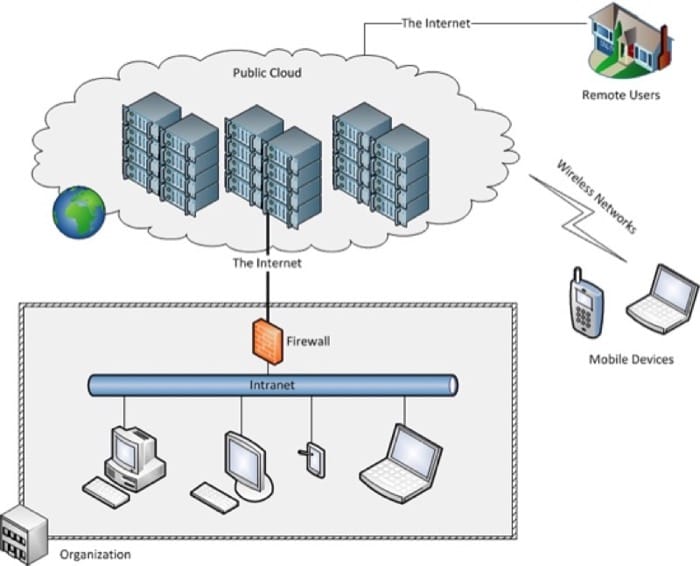 The Internet
Public Cloud
Remote Users
Wireless Networks
The Internet
Firewall
Mobile Devices
Intranet
Organization